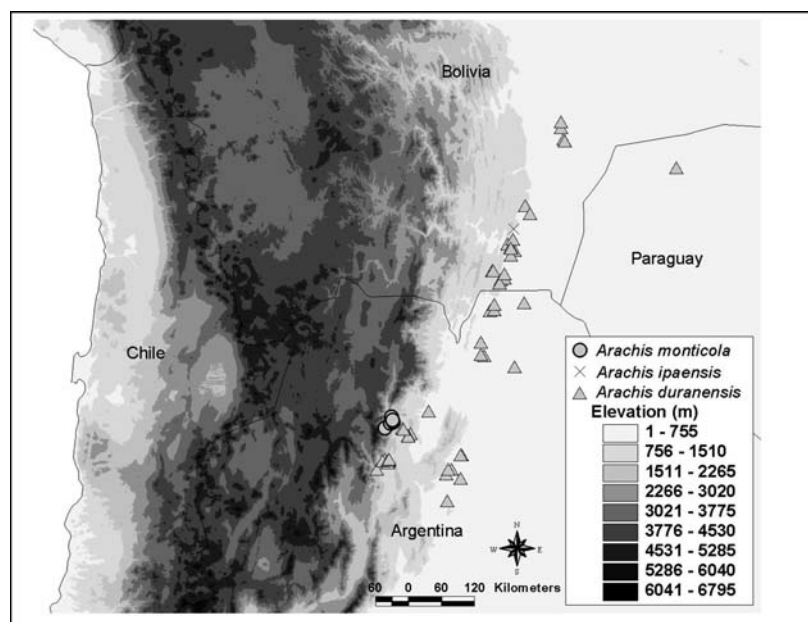 Bolivia
Paraguay
Chile
Argentina
Arachis monticola
Arachis ipaensis
Arachis duranensis
Elevation (m)
1 - 755
756 - 1510
1511 - 2265
2266 - 3020
3021 - 3775
3776 - 4530
4531 - 5285
5286 - 6040
6041 - 6795
N
W E
S
60 0 60 120 Kilometers